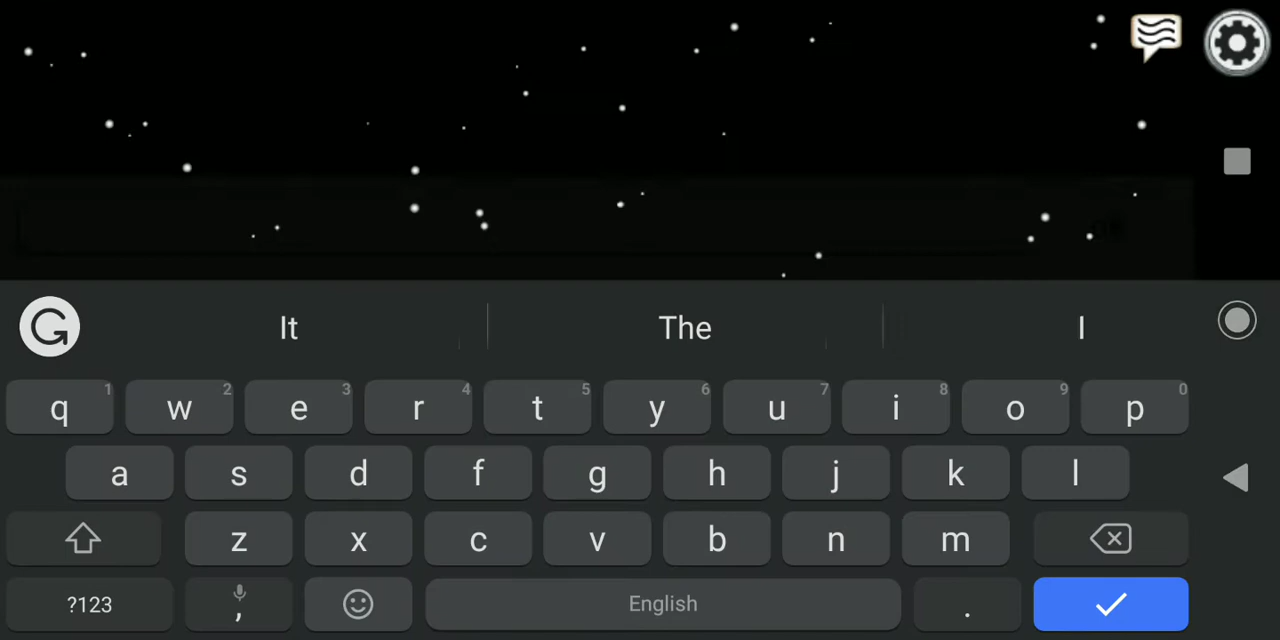 It The I
q 1 w 2 e 3 r 4 t 5 y 6 u 7 i 8 o 9 p 0
a s d f g h j k l
z x c v b n m
?123 , English .